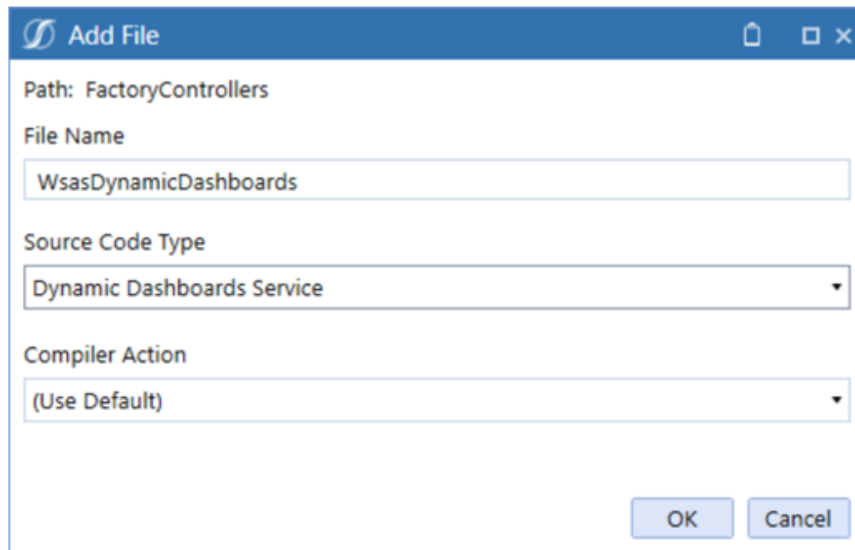 Add File
Path: FactoryControllers
File Name
WsasDynamicDashboards
Source Code Type
Dynamic Dashboards Service
Compiler Action
(Use Default)
OK Cancel